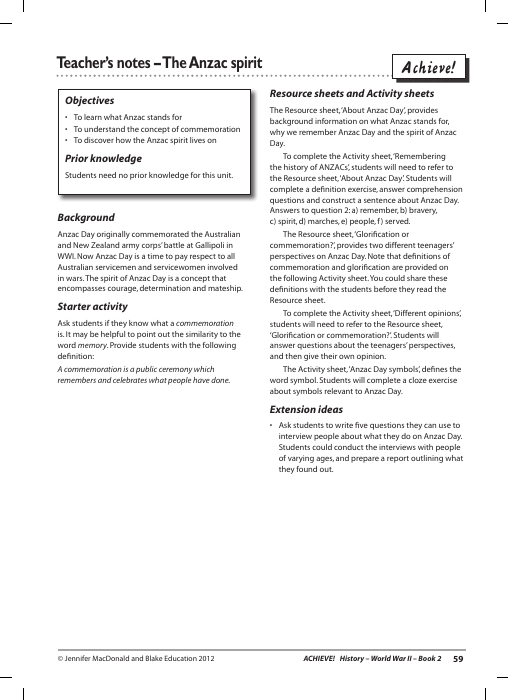 Teacher's notes – The Anzac spirit
Achieve!
Objectives
• To learn what Anzac stands for
• To understand the concept of commemoration
• To discover how the Anzac spirit lives on
Prior knowledge
Students need no prior knowledge for this unit.
Background
Anzac Day originally commemorated the Australian
and New Zealand army corps' battle at Gallipoli in
WWI. Now Anzac Day is a time to pay respect to all
Australian servicemen and servicewomen involved
in wars. The spirit of Anzac Day is a concept that
encompasses courage, determination and mateship.
Starter activity
Ask students if they know what a commemoration
is. It may be helpful to point out the similarity to the
word memory. Provide students with the following
definition:
A commemoration is a public ceremony which
remembers and celebrates what people have done.
Resource sheets and Activity sheets
The Resource sheet, 'About Anzac Day', provides
background information on what Anzac stands for,
why we remember Anzac Day and the spirit of Anzac
Day.
To complete the Activity sheet, 'Remembering
the history of ANZACs', students will need to refer to
the Resource sheet, 'About Anzac Day'. Students will
complete a definition exercise, answer comprehension
questions and construct a sentence about Anzac Day.
Answers to question 2: a) remember, b) bravery,
c) spirit, d) marches, e) people, f) served.
The Resource sheet, 'Glorification or
commemoration?', provides two different teenagers'
perspectives on Anzac Day. Note that definitions of
commemoration and glorification are provided on
the following Activity sheet. You could share these
definitions with the students before they read the
Resource sheet.
To complete the Activity sheet, 'Different opinions',
students will need to refer to the Resource sheet,
'Glorification or commemoration?'. Students will
answer questions about the teenagers' perspectives,
and then give their own opinion.
The Activity sheet, 'Anzac Day symbols', defines the
word symbol. Students will complete a cloze exercise
about symbols relevant to Anzac Day.
Extension ideas
• Ask students to write five questions they can use to
interview people about what they do on Anzac Day.
Students could conduct the interviews with people
of varying ages, and prepare a report outlining what
they found out.
© Jennifer MacDonald and Blake Education 2012
ACHIEVE! History – World War II – Book 2 59